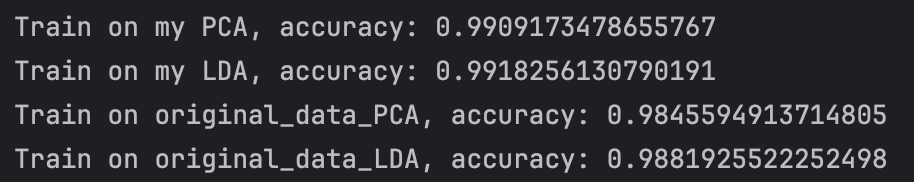 Train on my PCA, accuracy: 0.9909173478655767
Train on my LDA, accuracy: 0.9918256130790191
Train on original_data_PCA, accuracy: 0.9845594913714805
Train on original_data_LDA, accuracy: 0.9881925522252498